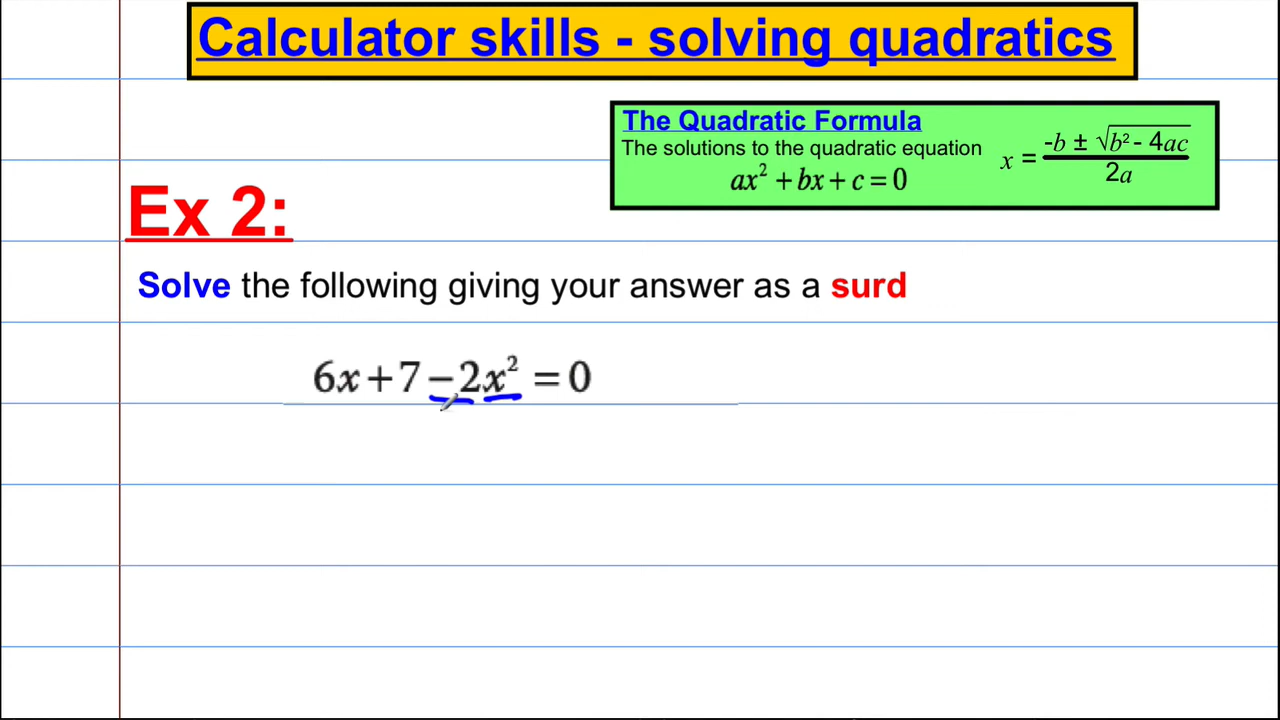 Calculator skills - solving quadratics
The Quadratic Formula
The solutions to the quadratic equation
ax² + bx + c = 0
x = -b ± √b² - 4ac / 2a
Ex 2:
Solve the following giving your answer as a surd
6x + 7 − 2x² = 0